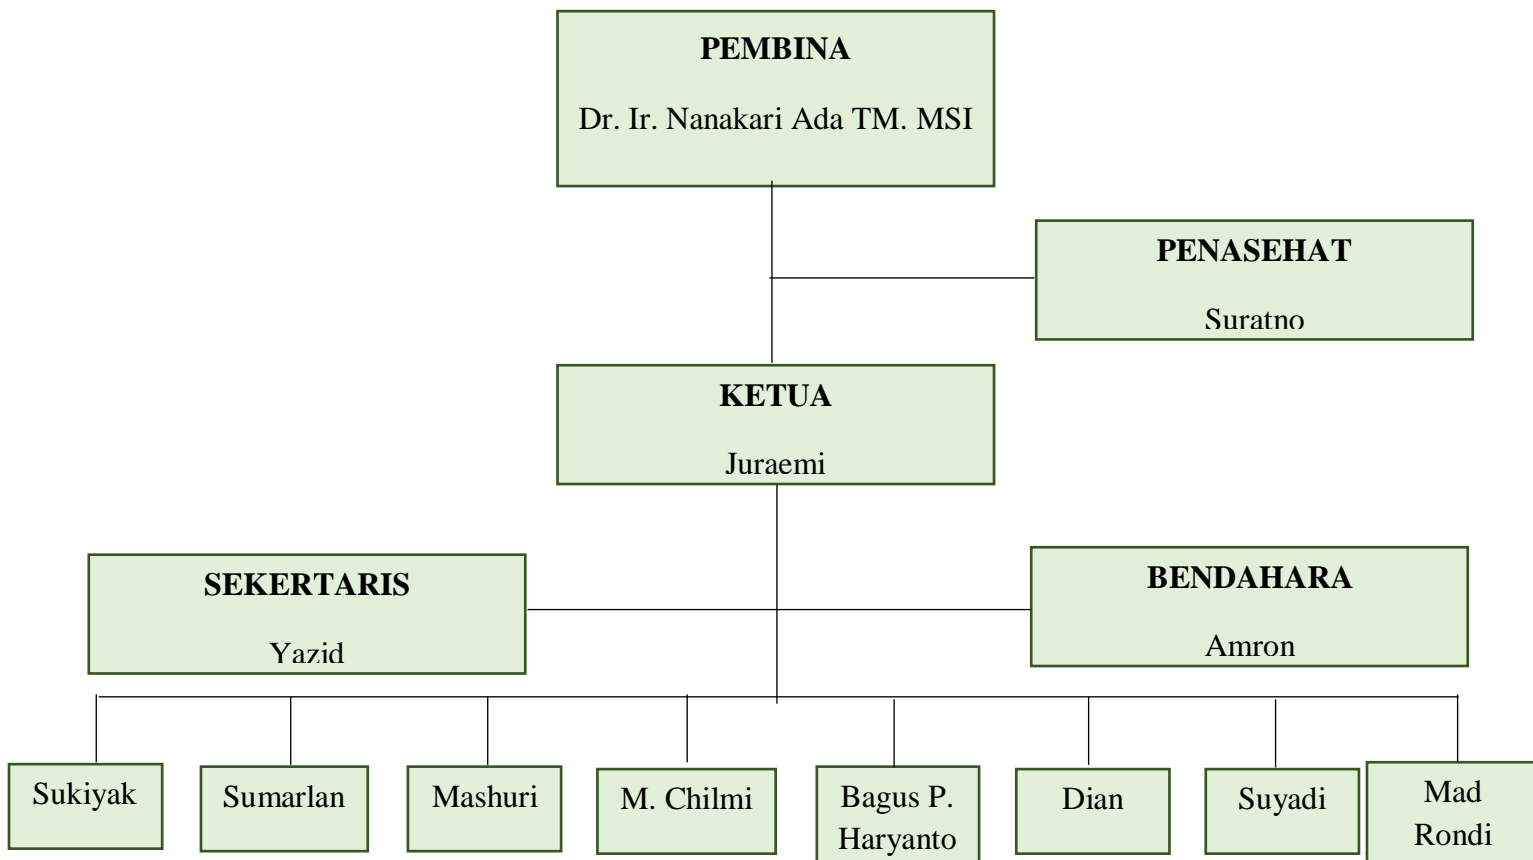 PEMBINA
Dr. Ir. Nanakari Ada TM. MSI
PENASEHAT
Suratno
KETUA
Juraemi
SEKERTARIS
Yazid
BENDAHARA
Amron
Sukiyak
Sumarlan
Mashuri
M. Chilmi
Bagus P.
Haryanto
Dian
Suyadi
Mad
Rondi